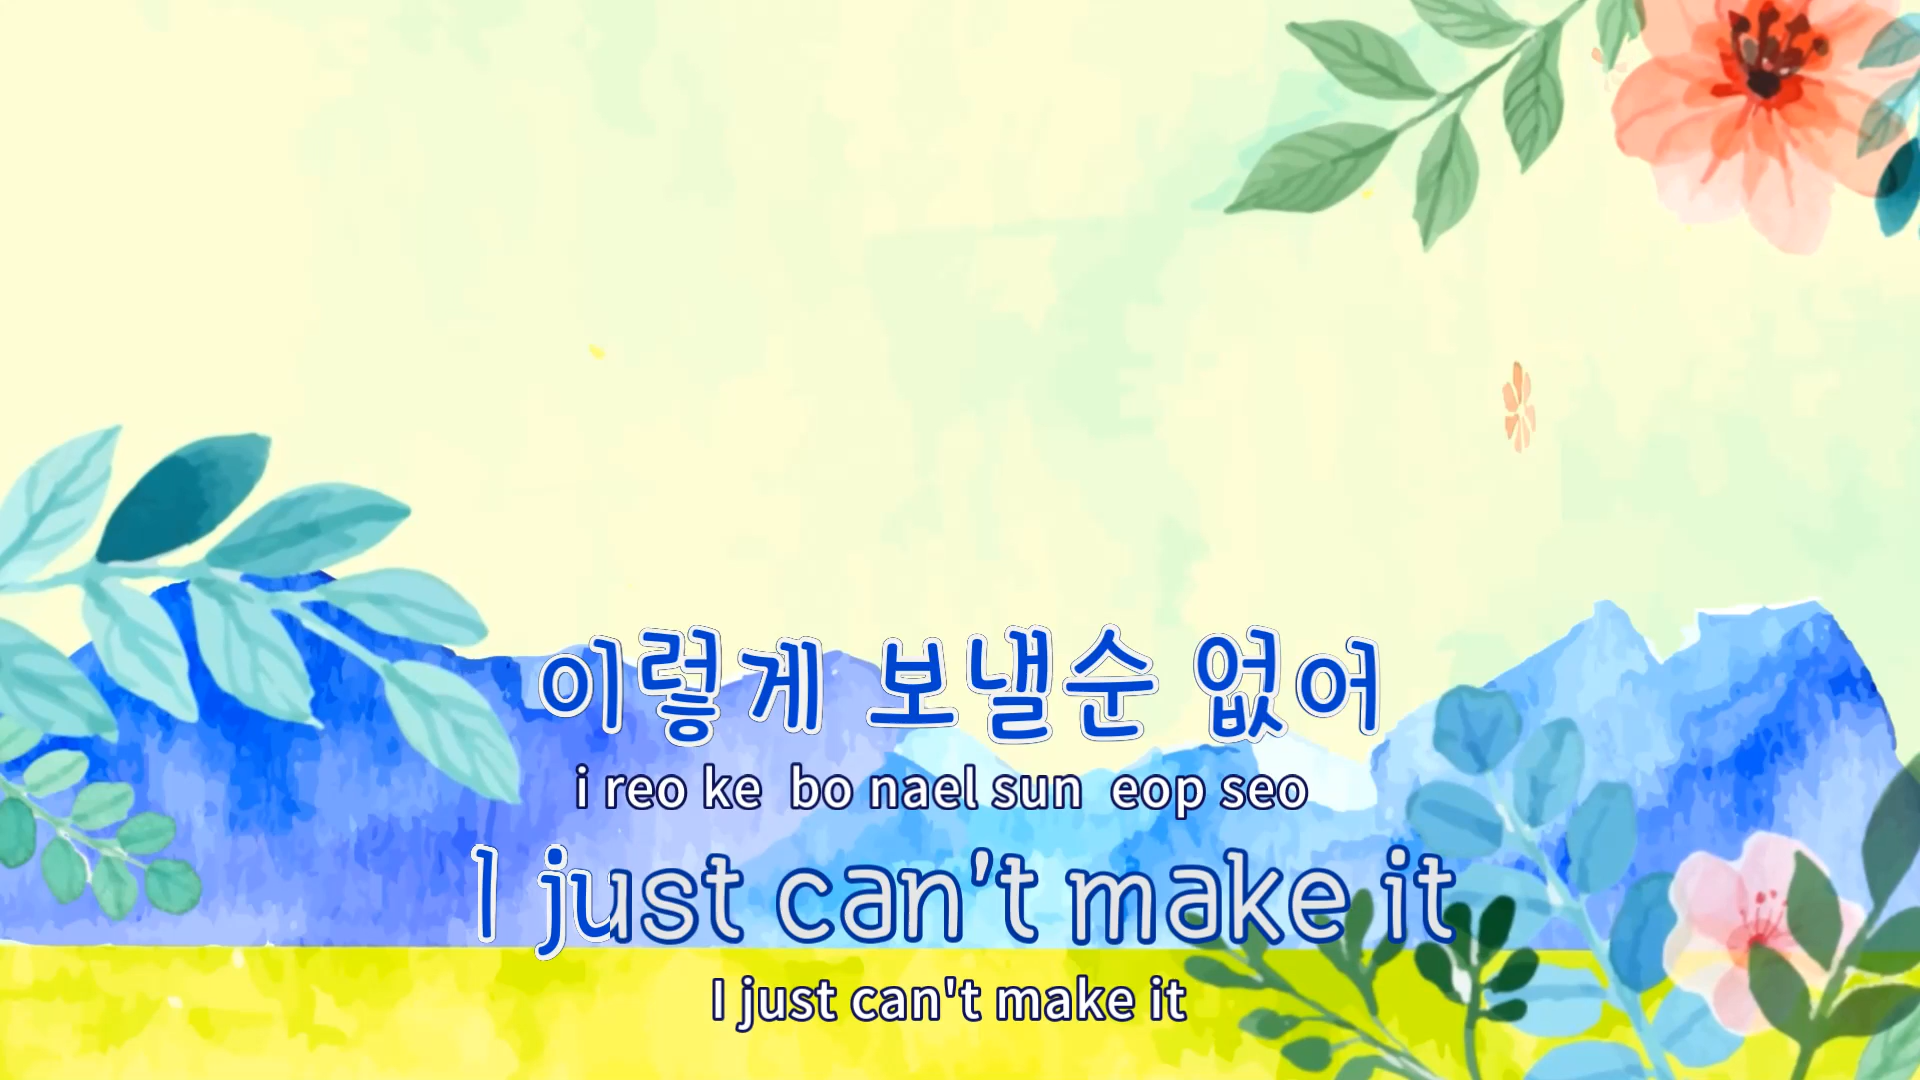 이렇게 보낼순 없어
i reo ke bo nael sun eop seo
I just can't make it
I just can't make it